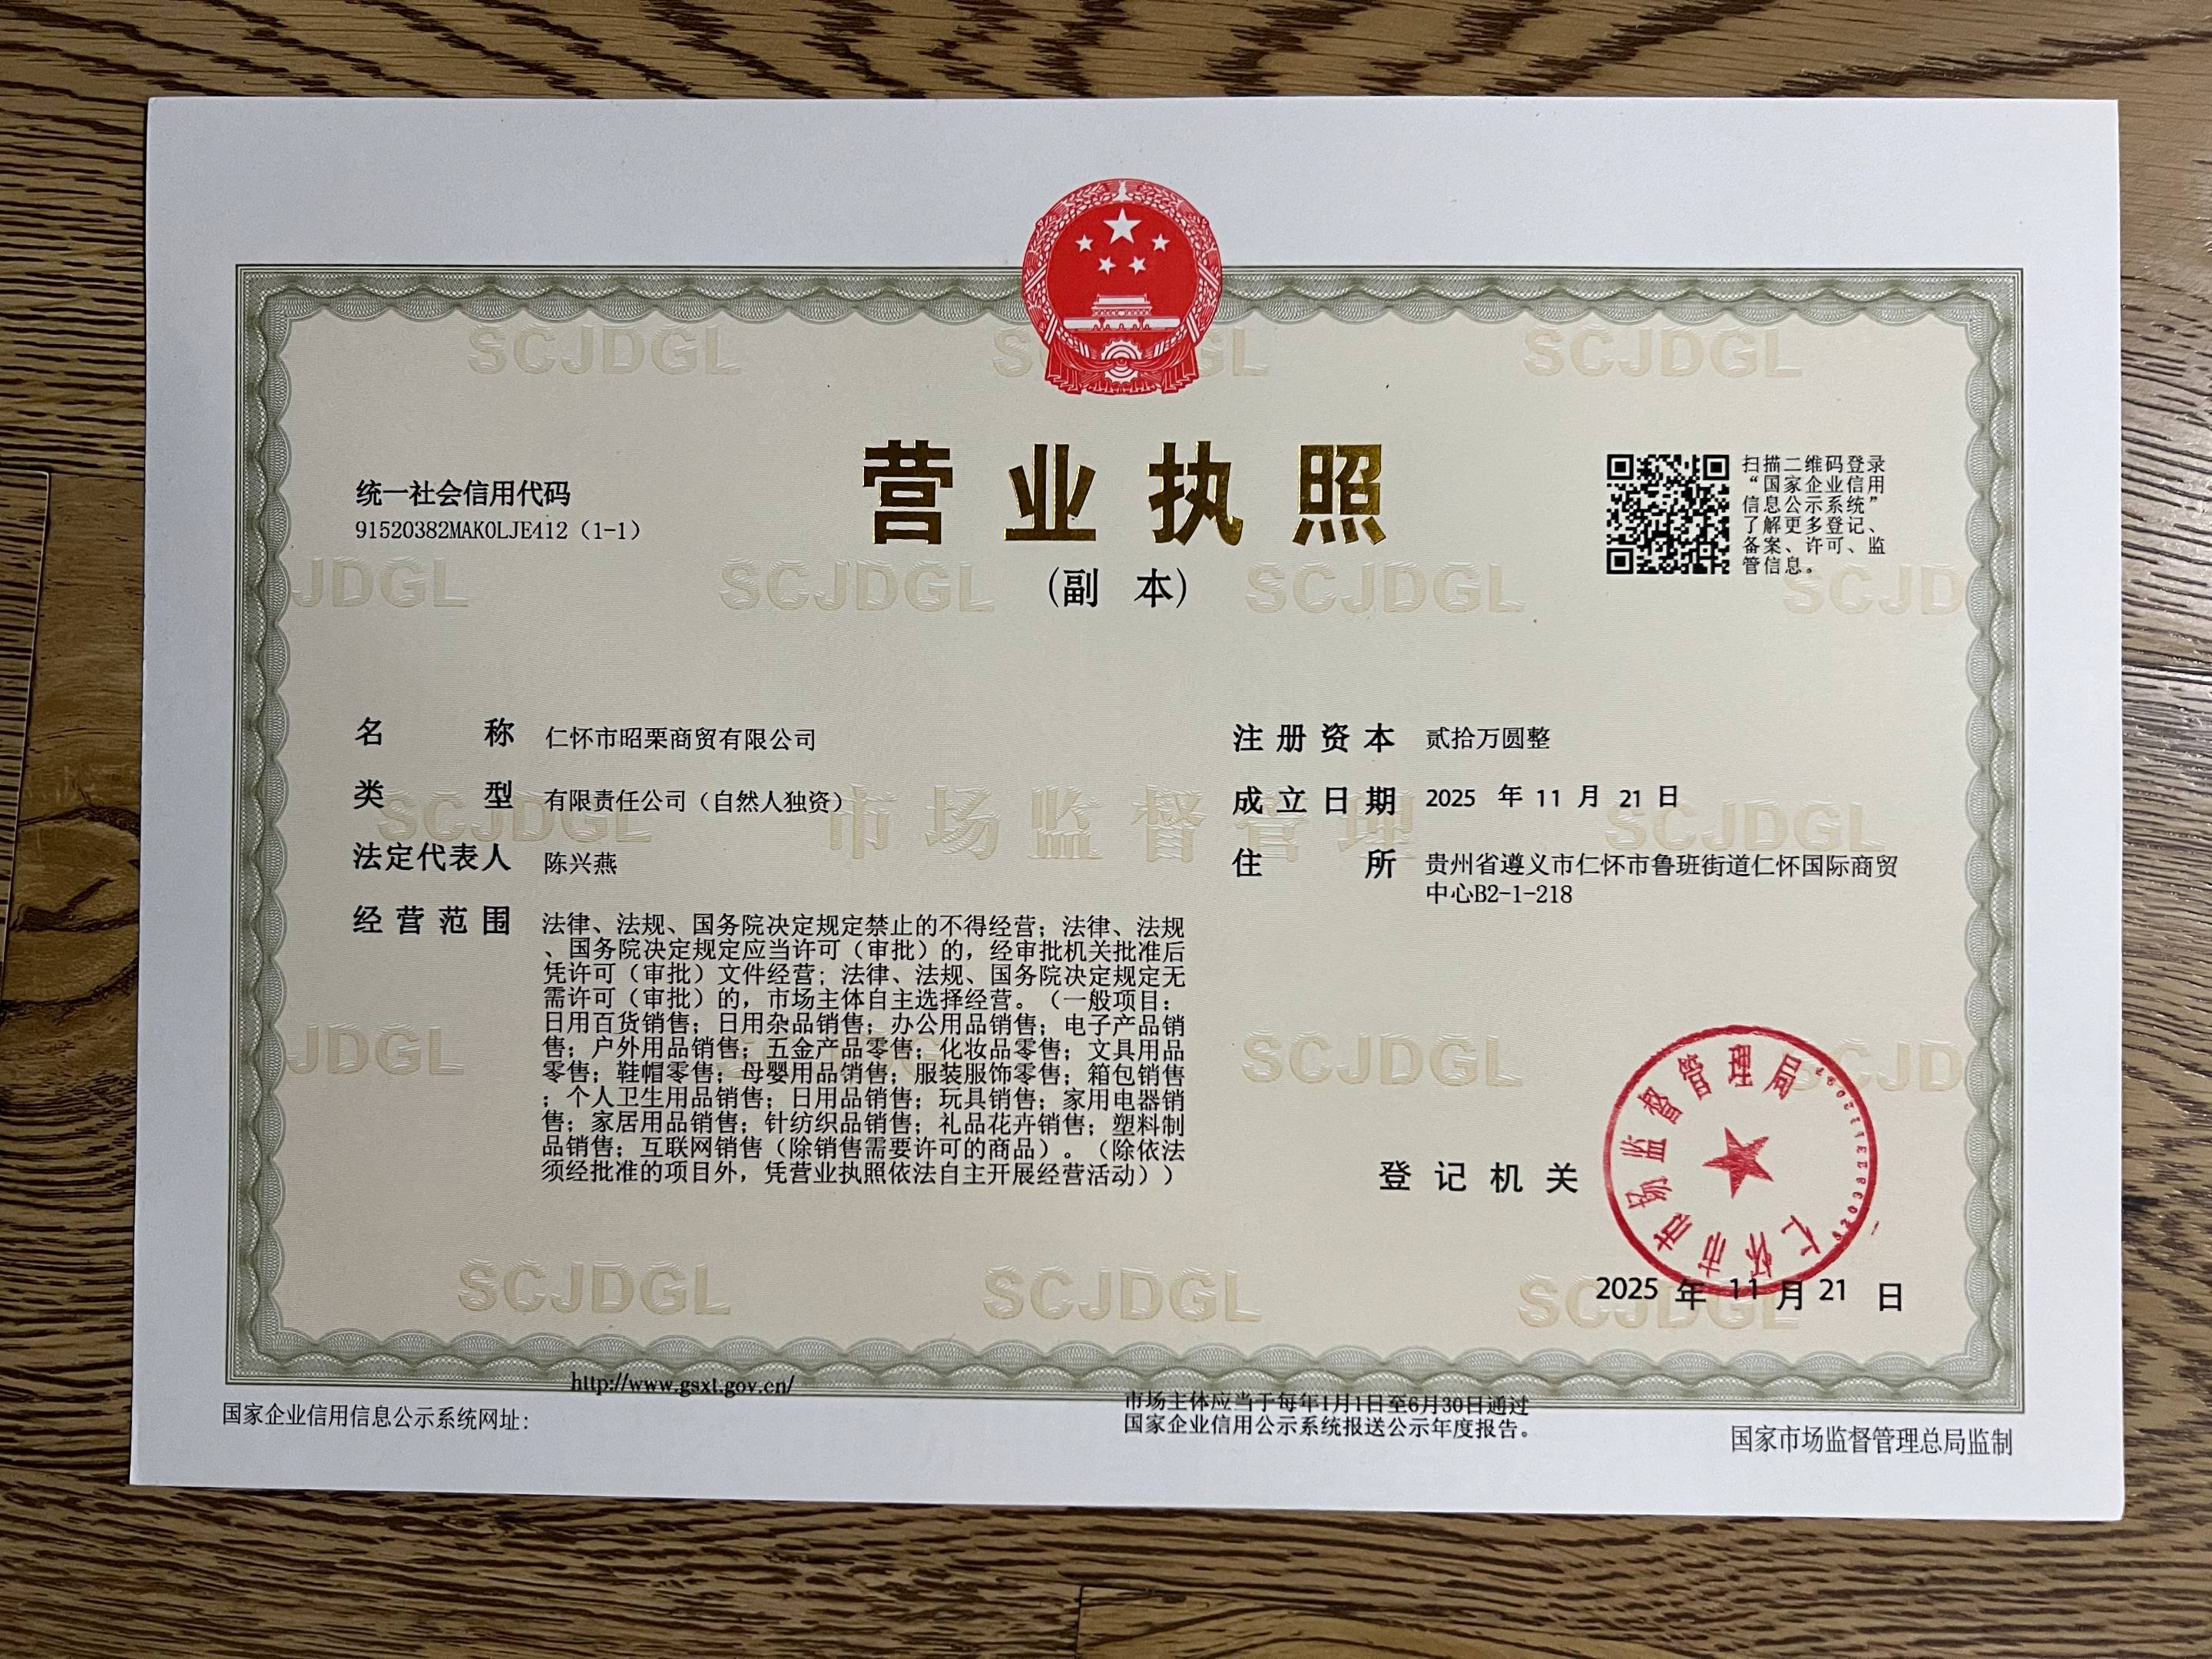 营业执照
(副 本)
统一社会信用代码
91520382MAK0LJE412 (1-1)
扫描二维码登录
“国家企业信用
信息公示系统”
了解更多登记、
备案、许可、监
管信息。
名 称 仁怀市昭栗商贸有限公司
类 型 有限责任公司（自然人独资）
法定代表人 陈兴燕
经营范围 法律、法规、国务院决定规定禁止的不得经营；法律、法规
、国务院决定规定应当许可（审批）的，经审批机关批准后
凭许可（审批）文件经营；法律、法规、国务院决定规定无
需许可（审批）的，市场主体自主选择经营。（一般项目：
日用百货销售；日用杂品销售；办公用品销售；电子产品销
售；户外用品销售；五金产品零售；化妆品零售；文具用品
零售；鞋帽零售；母婴用品销售；服装服饰零售；箱包销售
；个人卫生用品销售；日用品销售；玩具销售；家用电器销
售；家居用品销售；针纺织品销售；礼品花卉销售；塑料制
品销售；互联网销售（除销售需要许可的商品）。（除依法
须经批准的项目外，凭营业执照依法自主开展经营活动））
注册资本 贰拾万圆整
成立日期 2025 年 11 月 21 日
住 所 贵州省遵义市仁怀市鲁班街道仁怀国际商贸
中心B2-1-218
登记机关
仁怀市市场监督管理局
2025 年 11 月 21 日
http://www.gsxt.gov.cn/
国家企业信用信息公示系统网址：
市场主体应当于每年1月1日至6月30日通过
国家企业信用公示系统报送公示年度报告。
国家市场监督管理总局监制
SCJDGL
市场监督管理